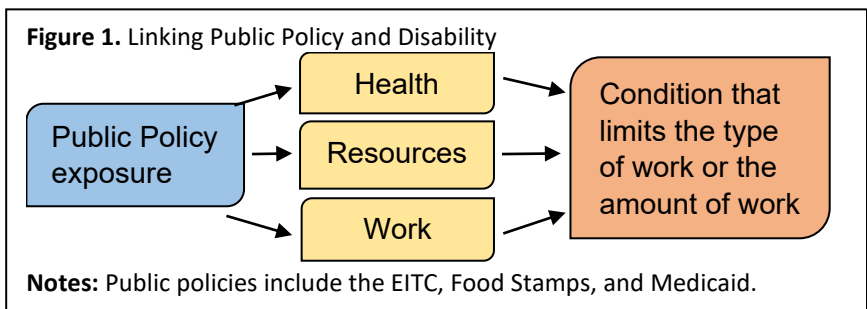 Figure 1. Linking Public Policy and Disability
Health
Public Policy
exposure
Resources
Work
Condition that
limits the type
of work or the
amount of work
Notes: Public policies include the EITC, Food Stamps, and Medicaid.